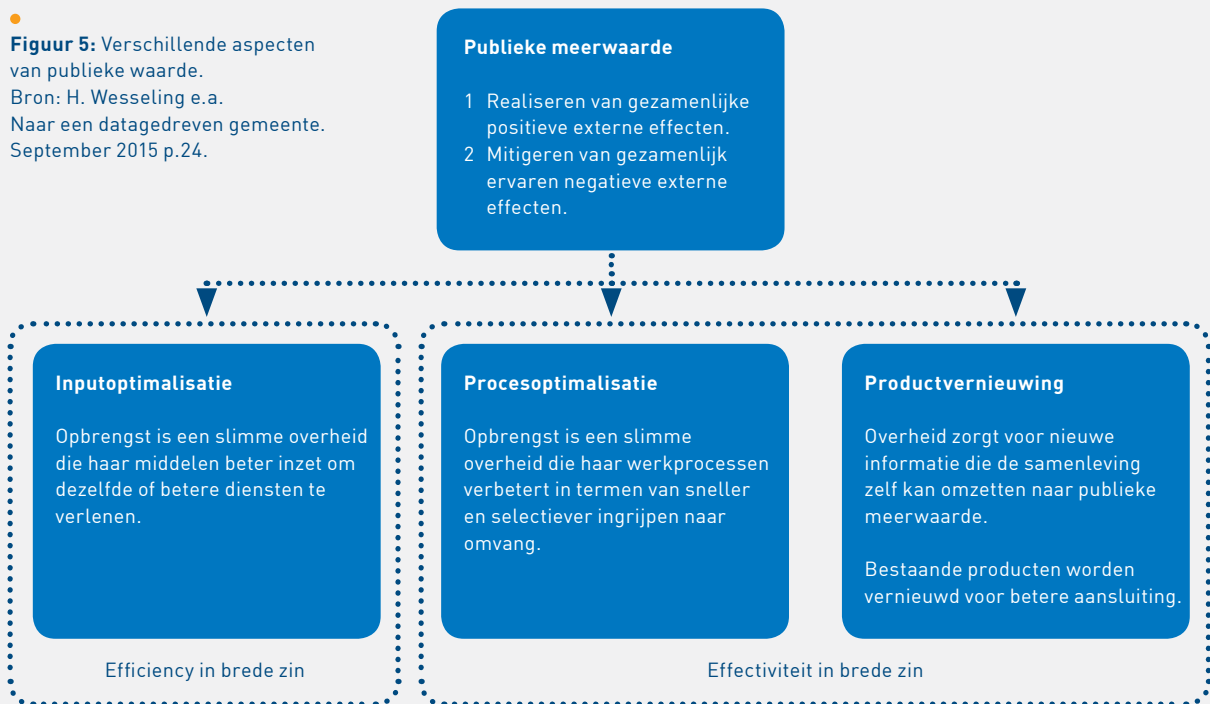 Figuur 5: Verschillende aspecten
van publieke waarde.
Bron: H. Wesseling e.a.
Naar een datagedreven gemeente.
September 2015 p.24.
Publieke meerwaarde
1 Realiseren van gezamenlijke
positieve externe effecten.
2 Mitigeren van gezamenlijk
ervaren negatieve externe
effecten.
Inputoptimalisatie
Opbrengst is een slimme overheid
die haar middelen beter inzet om
dezelfde of betere diensten te
verlenen.
Efficiency in brede zin
Procesoptimalisatie
Opbrengst is een slimme
overheid die haar werkprocessen
verbetert in termen van sneller
en selectiever ingrijpen naar
omvang.
Productvernieuwing
Overheid zorgt voor nieuwe
informatie die de samenleving
zelf kan omzetten naar publieke
meerwaarde.
Bestaande producten worden
vernieuwd voor betere aansluiting.
Effectiviteit in brede zin